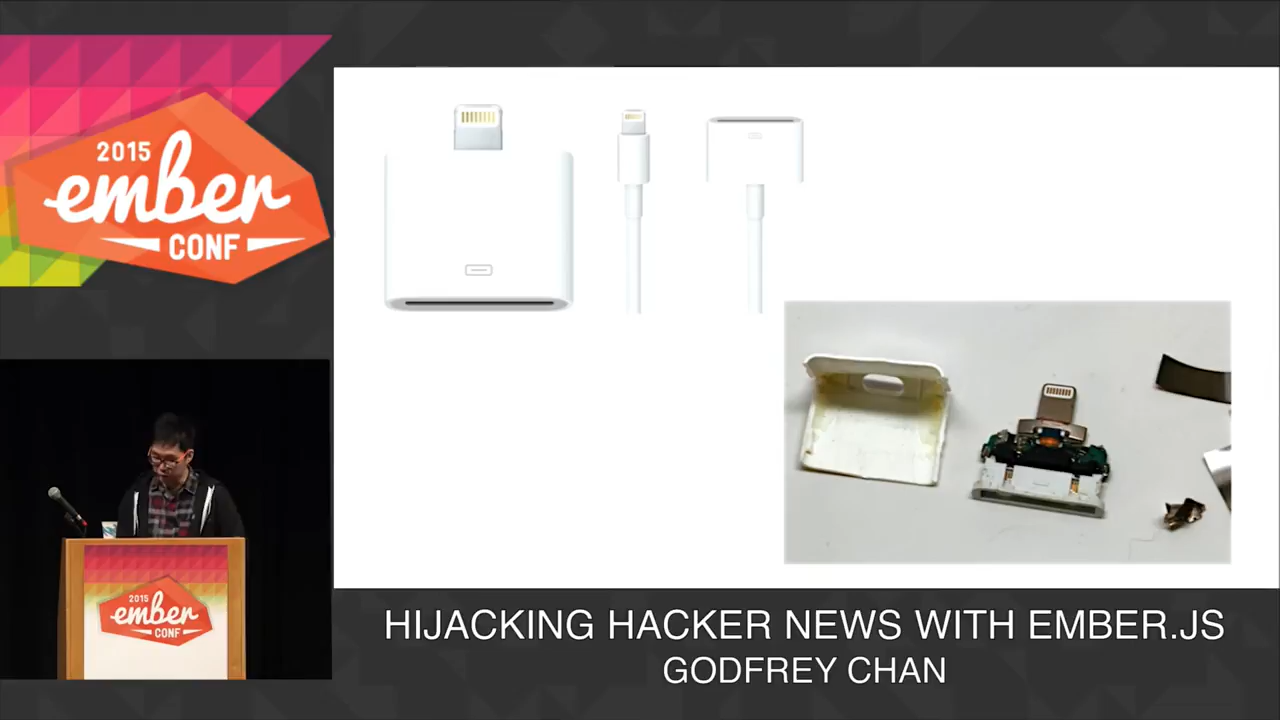 2015
ember
CONF
2015
ember
CONF
HIJACKING HACKER NEWS WITH EMBER.JS
GODFREY CHAN